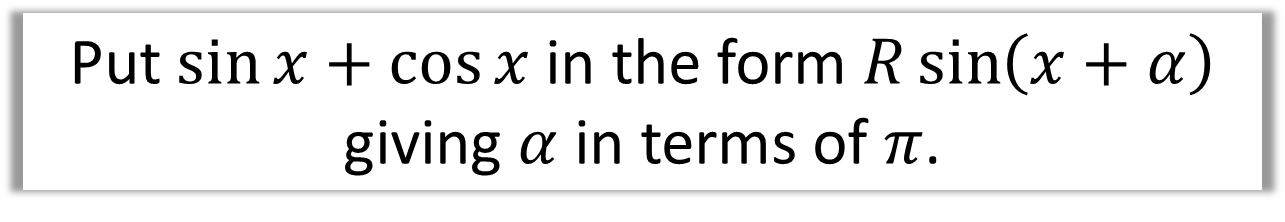 Put sin 𝑥 + cos 𝑥 in the form 𝑅 sin(𝑥 + 𝛼)
giving 𝛼 in terms of 𝜋.